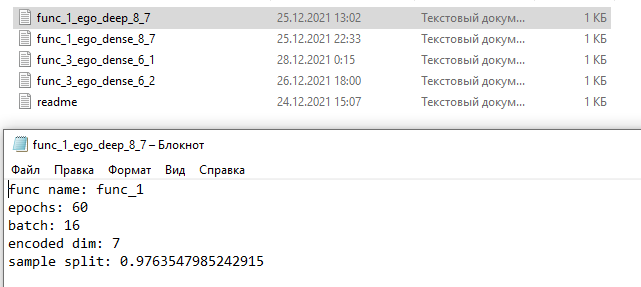 func_1_ego_deep_8_7 25.12.2021 13:02 Текстовый докум... 1 КБ
func_1_ego_dense_8_7 25.12.2021 22:33 Текстовый докум... 1 КБ
func_3_ego_dense_6_1 28.12.2021 0:15 Текстовый докум... 1 КБ
func_3_ego_dense_6_2 26.12.2021 18:00 Текстовый докум... 1 КБ
readme 24.12.2021 15:07 Текстовый докум... 1 КБ
func_1_ego_deep_8_7 – Блокнот
Файл Правка Формат Вид Справка
func name: func_1
epochs: 60
batch: 16
encoded dim: 7
sample split: 0.9763547985242915